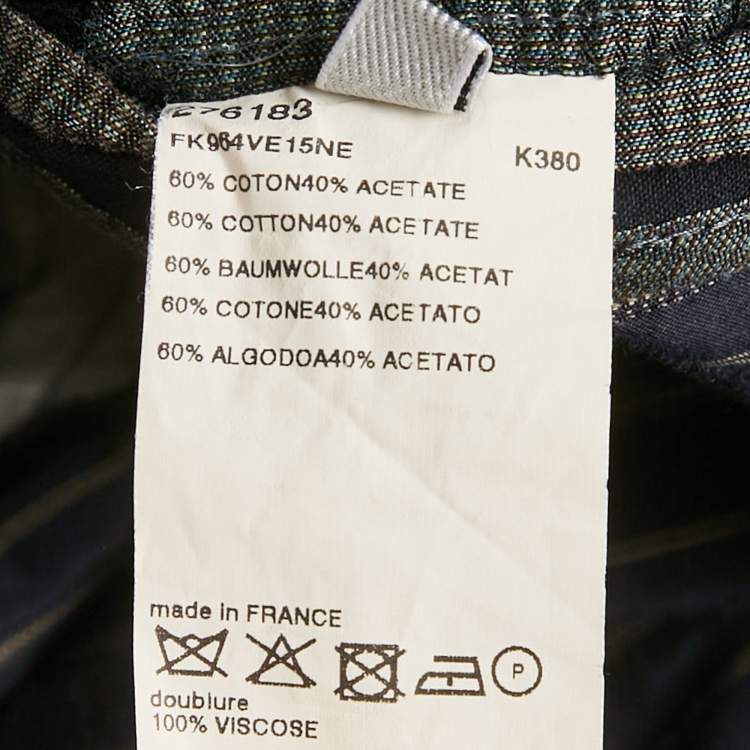 276183
FK964VE15NE K380
60% COTON40% ACETATE
60% COTTON40% ACETATE
60% BAUMWOLLE40% ACETAT
60% COTONE40% ACETATO
60% ALGODOA40% ACETATO
made in FRANCE
P
doublure
100% VISCOSE